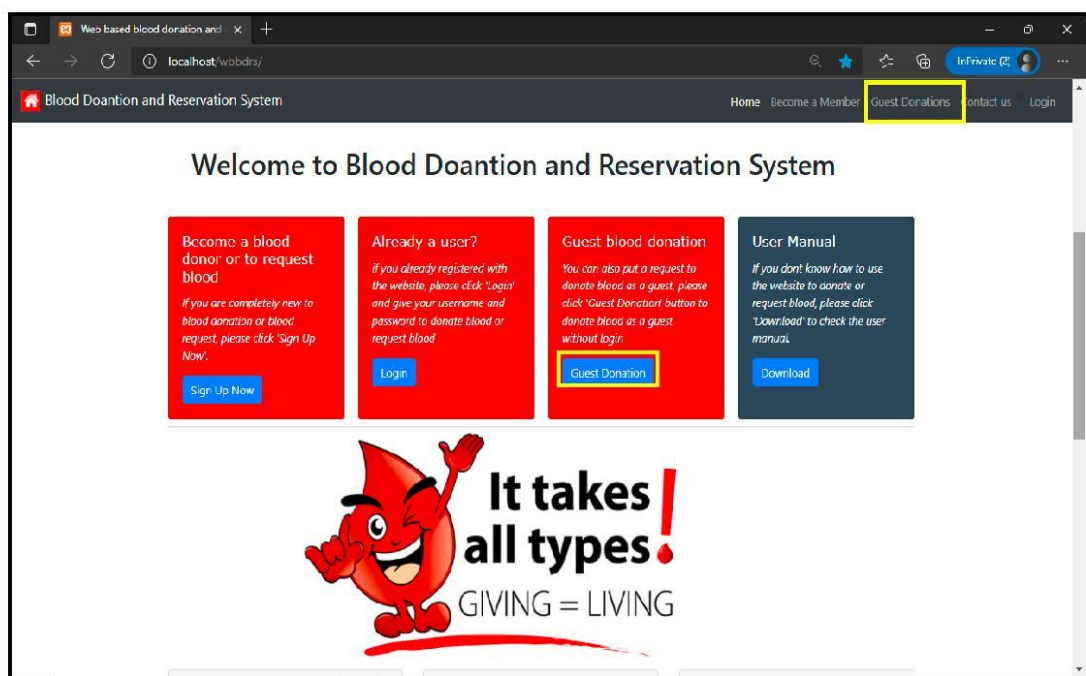 Web based blood donation and
localhost/wbbdrs/
InPrivate (2)
Blood Doantion and Reservation System
Home Become a Member Guest Donations Contact us Login
Welcome to Blood Doantion and Reservation System
Become a blood
donor or to request
blood
If you are completely new to
blood donation or blood
request, please click 'Sign Up
Now'.
Sign Up Now
Already a user?
if you already registered with
the website, please click 'Login'
and give your username and
password to donate blood or
request blood
Login
Guest blood donation
You can also put a request to
donate blood as a guest, please
click 'Guest Donation' button to
donate blood as a guest
without login
Guest Donation
User Manual
If you dont know how to use
the website to donate or
request blood, please click
'Download' to check the user
manual.
Download
It takes
all types!
GIVING = LIVING